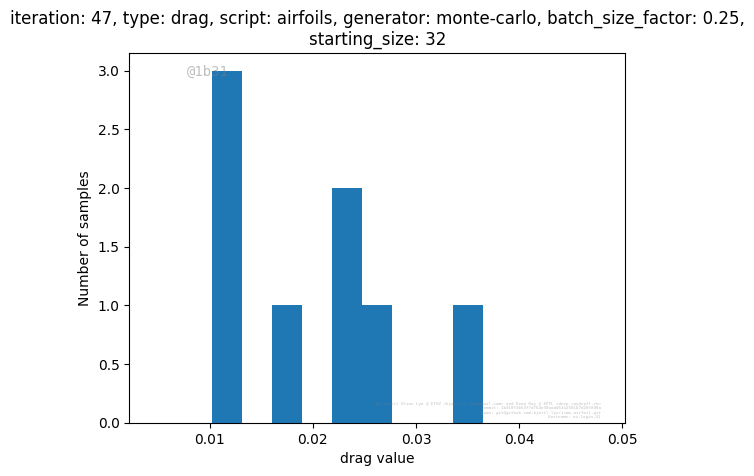 iteration: 47, type: drag, script: airfoils, generator: monte-carlo, batch_size_factor: 0.25,
starting_size: 32
@1b31
3.0
2.5
2.0
1.5
1.0
0.5
0.0
Number of samples
0.01 0.02 0.03 0.04 0.05
drag value